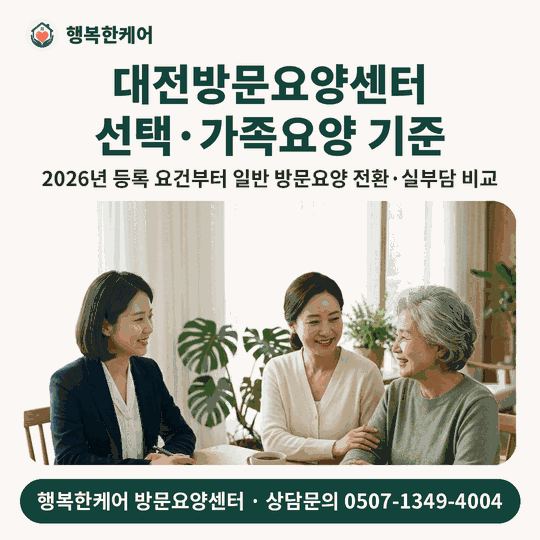 행복한케어
대전방문요양센터
선택·가족요양 기준
2026년 등록 요건부터 일반 방문요양 전환·실부담 비교
행복한케어 방문요양센터 · 상담문의 0507-1349-4004